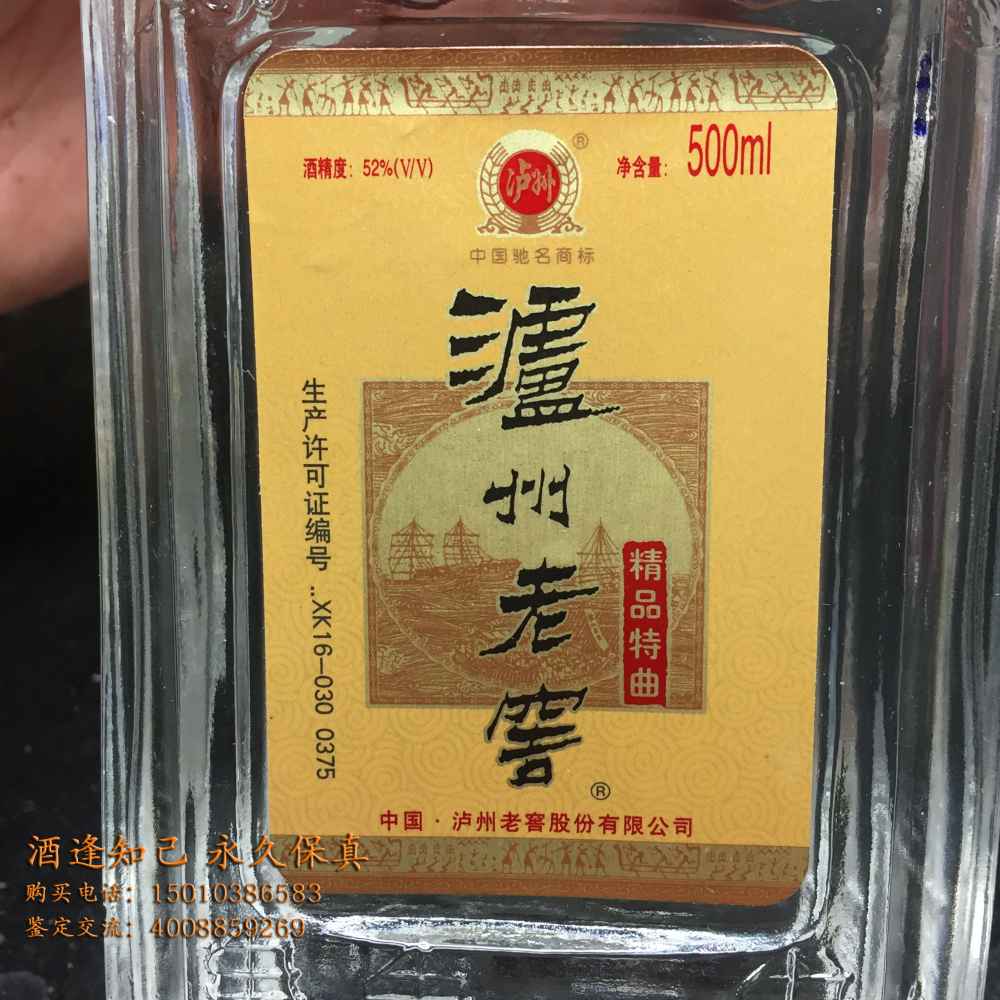 酒精度：52%(V/V)
泸州
®
净含量：500ml
中国驰名商标
瀘州老窖
®
精品特曲
生产许可证编号：XK16-030 0375
中国·泸州老窖股份有限公司
酒逢知己 永久保真
购买电话：15010386583
鉴定交流：4008859269